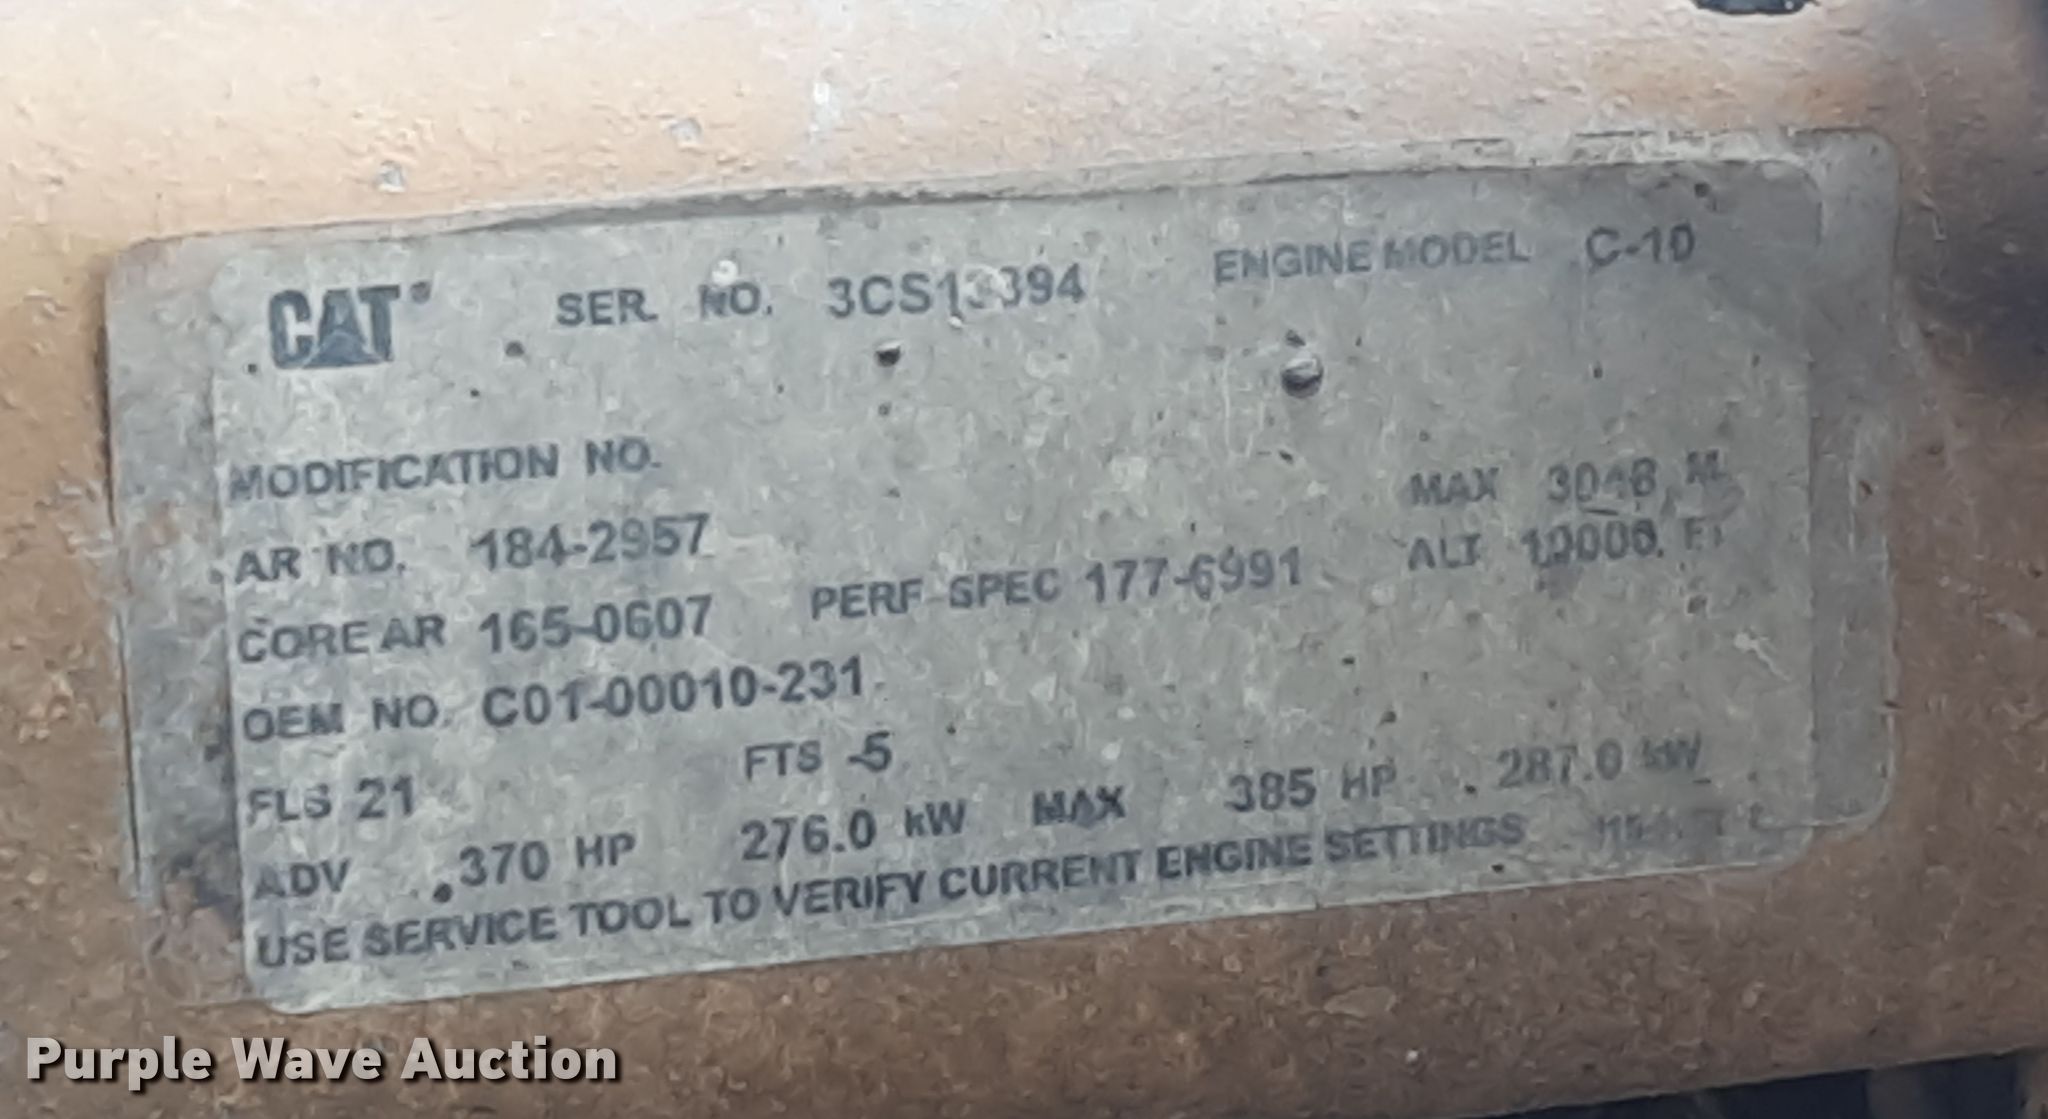 CAT SER. NO. 3CS13394 ENGINE MODEL C-10
MODIFICATION NO.
AR NO. 184-2957 MAX 3048 M.
CORE AR 165-0607 PERF SPEC 177-6991 ALT 10006. FT
OEM NO. C01-00010-231
FLS 21 FTS -5
ADV 370 HP 276.0 kW MAX 385 HP 287.0 kW
USE SERVICE TOOL TO VERIFY CURRENT ENGINE SETTINGS
Purple Wave Auction